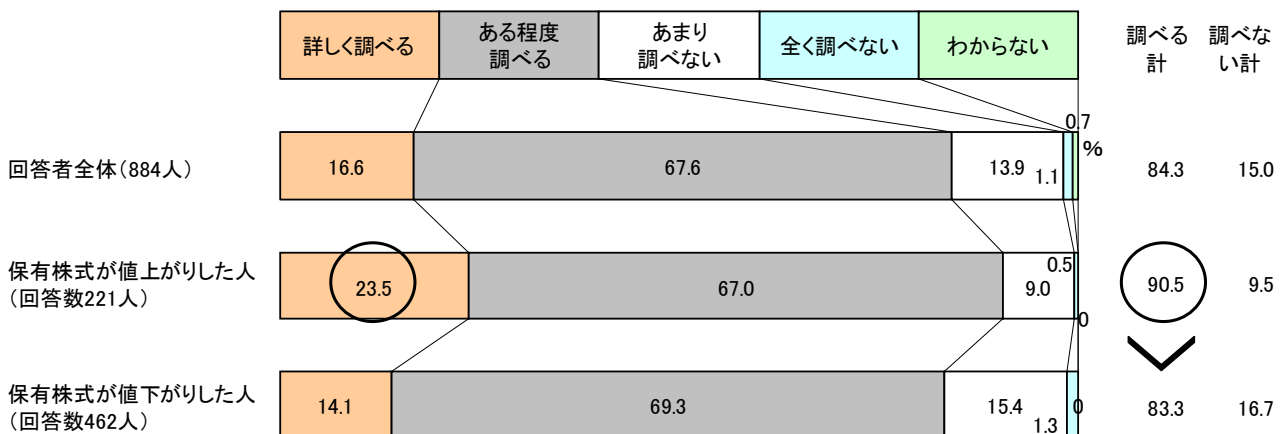 詳しく調べる
ある程度
調べる
あまり
調べない
全く調べない
わからない
調べる
計
調べな
い計
回答者全体(884人)
16.6
67.6
13.9
1.1
0.7
%
84.3
15.0
保有株式が値上がりした人
(回答数221人)
23.5
67.0
9.0
0.5
0
90.5
9.5
保有株式が値下がりした人
(回答数462人)
14.1
69.3
15.4
1.3
0
83.3
16.7